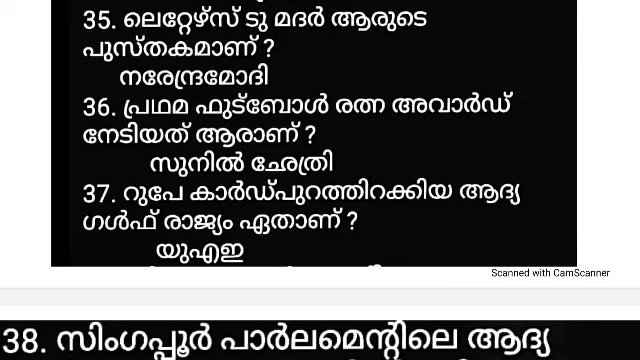 35. ലെറ്റേഴ്സ് ടു മദർ ആരുടെ
പുസ്തകമാണ് ?
നരേന്ദ്രമോദി
36. പ്രഥമ ഫുട്ബോൾ രത്ന അവാർഡ്
നേടിയത് ആരാണ് ?
സുനിൽ ഛേത്രി
37. റുപേ കാർഡ്പുറത്തിറക്കിയ ആദ്യ
ഗൾഫ് രാജ്യം ഏതാണ് ?
യുഎഇ
Scanned with CamScanner
38. സിംഗപ്പൂർ പാർലമെന്റിലെ ആദ്യ